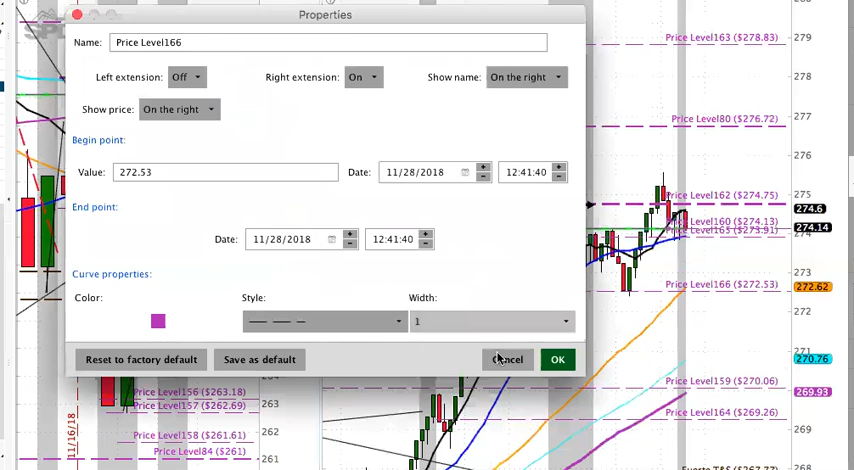 Properties
Name: Price Level166
Left extension: Off Right extension: On Show name: On the right
Show price: On the right
Begin point:
Value: 272.53 Date: 11/28/2018 12:41:40
End point:
Date: 11/28/2018 12:41:40
Curve properties:
Color: Style: Width:
1
Reset to factory default Save as default Cancel OK
Price Level163 ($278.83)
278
277
Price Level80 ($276.72)
276
275
Price Level162 ($274.75)
274.6
Price Level160 ($274.13)
274.14
Price Level165 ($273.91)
273
Price Level166 ($272.53)
272.62
272
271
270.76
Price Level159 ($270.06)
269.93
Price Level164 ($269.26)
268
Price Level156 ($263.18)
Price Level157 ($262.69)
263
262
Price Level158 ($261.61)
Price Level84 ($261)
261
11/16/18